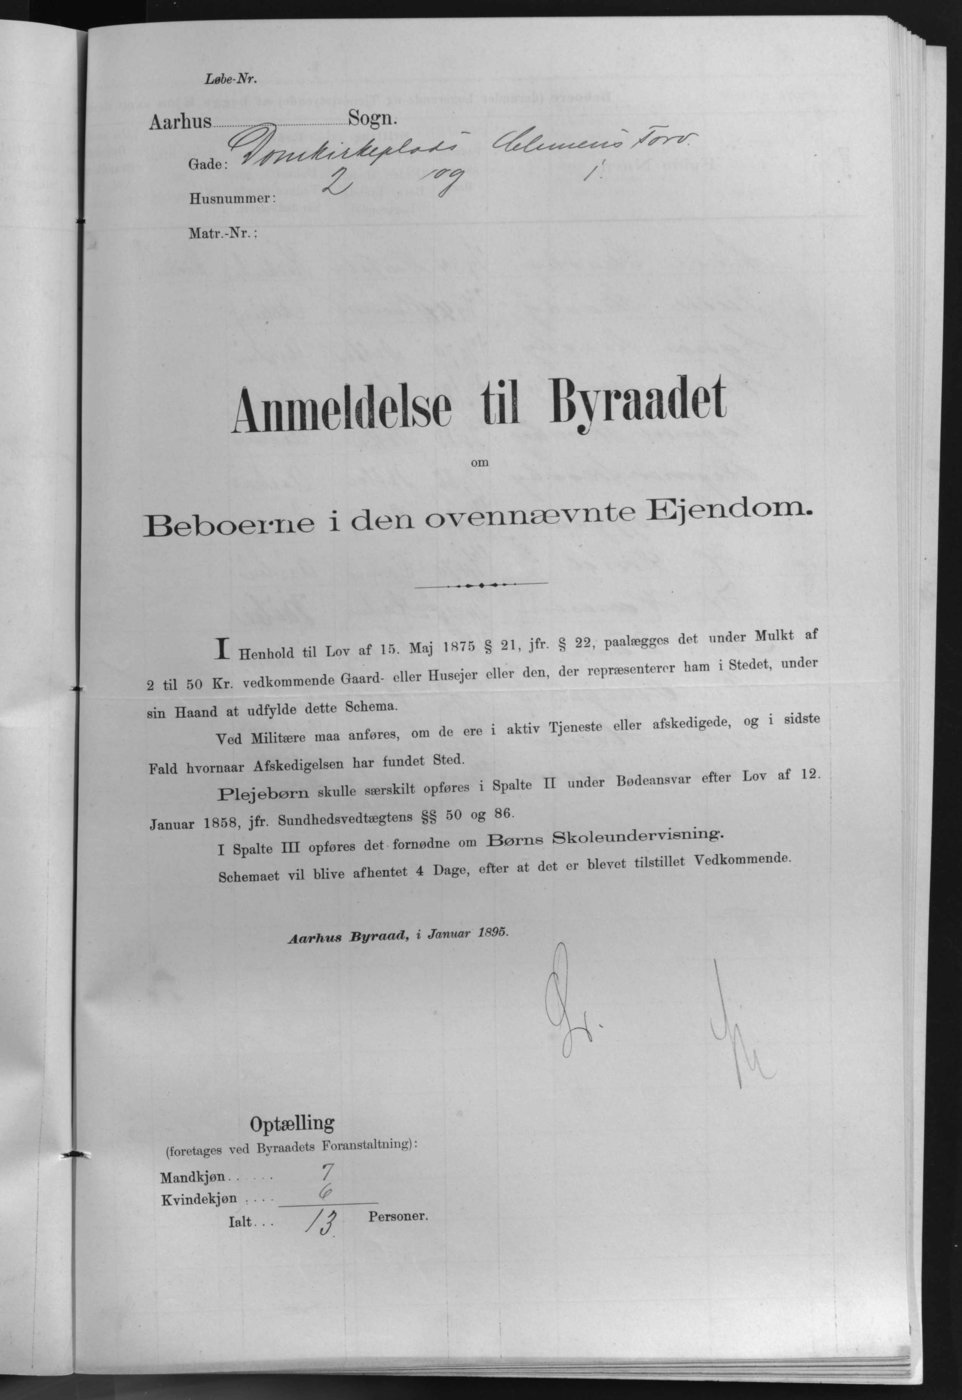 Løbe-Nr.
Aarhus Sogn.
Gade: Domkirkeplads Clemens Torv.
Husnummer: 2 og 1.
Matr.-Nr.:
Anmeldelse til Byraadet
om
Beboerne i den ovennævnte Ejendom.
I Henhold til Lov af 15. Maj 1875 § 21, jfr. § 22, paalægges det under Mulkt af
2 til 50 Kr. vedkommende Gaard- eller Husejer eller den, der repræsenterer ham i Stedet, under
sin Haand at udfylde dette Schema.
Ved Militære maa anføres, om de ere i aktiv Tjeneste eller afskedigede, og i sidste
Fald hvornaar Afskedigelsen har fundet Sted.
Plejebørn skulle særskilt opføres i Spalte II under Bødeansvar efter Lov af 12.
Januar 1858, jfr. Sundhedsvedtægtens §§ 50 og 86.
I Spalte III opføres det fornødne om Børns Skoleundervisning.
Schemaet vil blive afhentet 4 Dage, efter at det er blevet tilstillet Vedkommende.
Aarhus Byraad, i Januar 1895.
Optælling
(foretages ved Byraadets Foranstaltning):
Mandkjøn..... 7
Kvindekjøn .... 6
Ialt... 13. Personer.